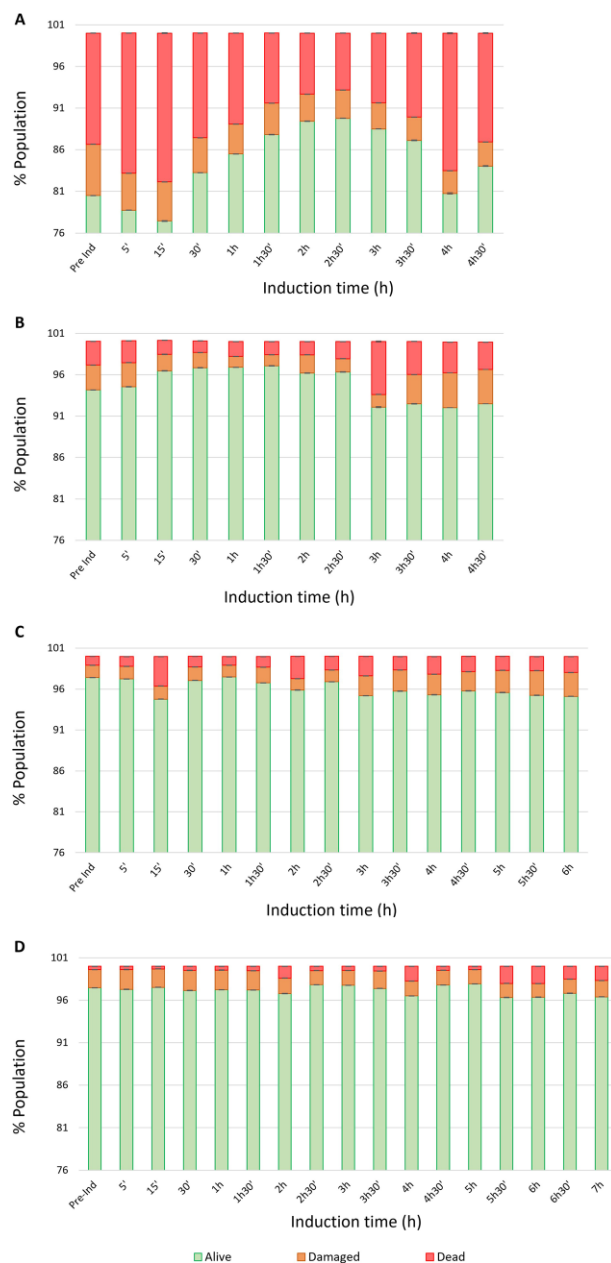 A
101
96
91
86
81
76
% Population
Pre Ind 5' 15' 30' 1h 1h30' 2h 2h30' 3h 3h30' 4h 4h30'
Induction time (h)
B
101
96
91
86
81
76
% Population
Pre Ind 5' 15' 30' 1h 1h30' 2h 2h30' 3h 3h30' 4h 4h30'
Induction time (h)
C
101
96
91
86
81
76
% Population
Pre Ind 5' 15' 30' 1h 1h30' 2h 2h30' 3h 3h30' 4h 4h30' 5h 5h30' 6h
Induction time (h)
D
101
96
91
86
81
76
% Population
Pre-Ind 5' 15' 30' 1h 1h30' 2h 2h30' 3h 3h30' 4h 4h30' 5h 5h30' 6h 6h30' 7h
Induction time (h)
Alive Damaged Dead